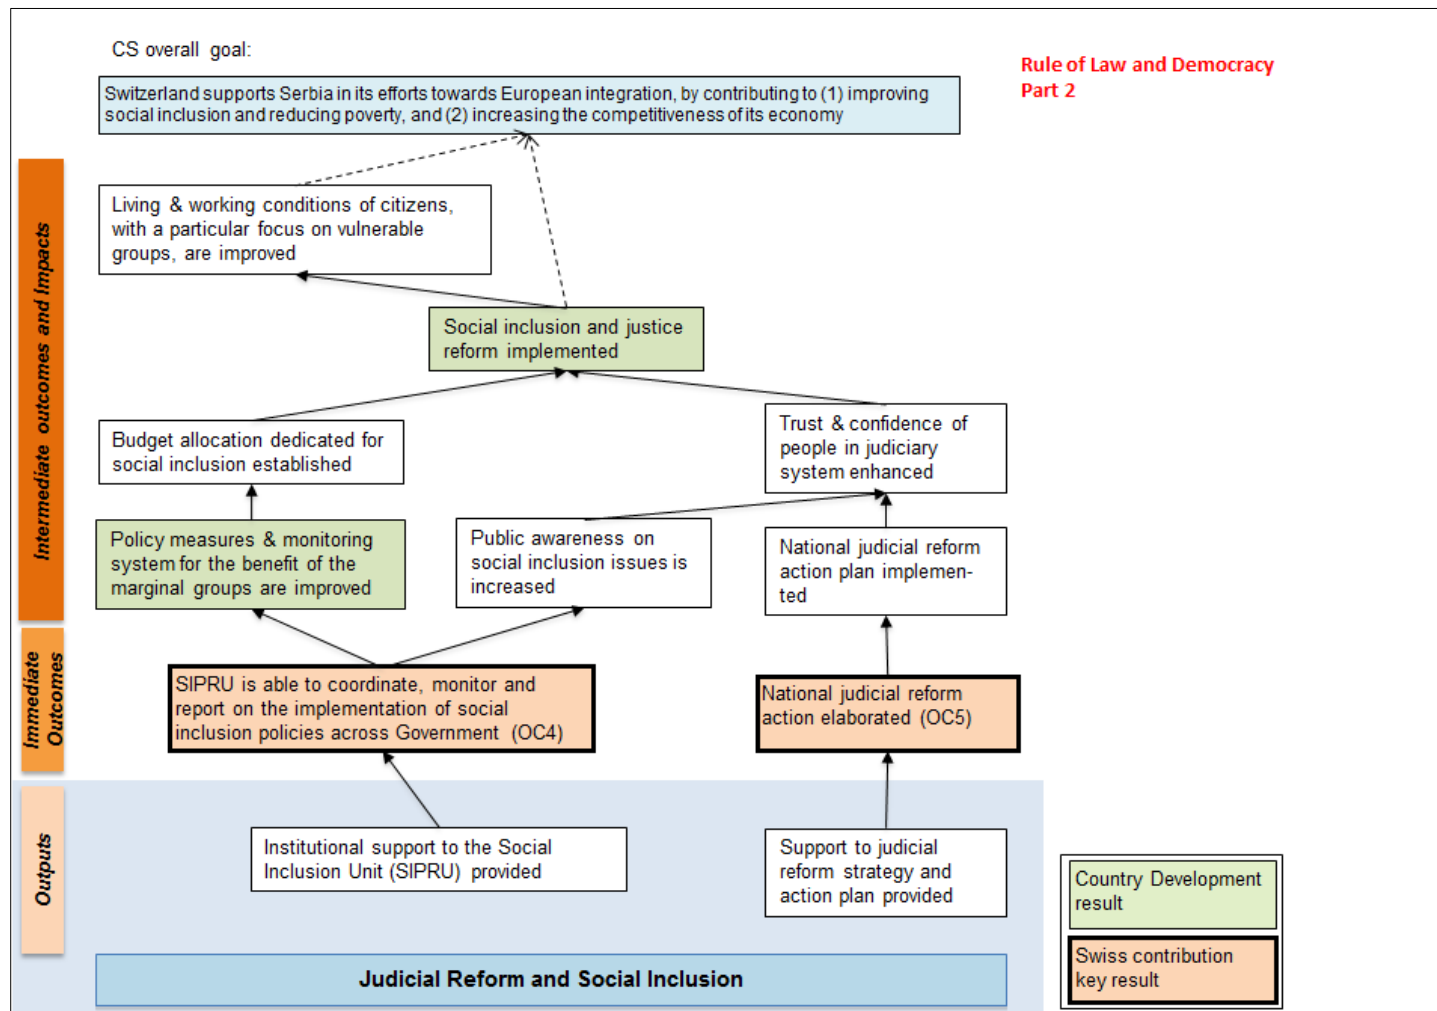 CS overall goal:
Rule of Law and Democracy
Part 2
Switzerland supports Serbia in its efforts towards European integration, by contributing to (1) improving
social inclusion and reducing poverty, and (2) increasing the competitiveness of its economy
Intermediate outcomes and Impacts
Living & working conditions of citizens,
with a particular focus on vulnerable
groups, are improved
Social inclusion and justice
reform implemented
Budget allocation dedicated for
social inclusion established
Trust & confidence of
people in judiciary
system enhanced
Policy measures & monitoring
system for the benefit of the
marginal groups are improved
Public awareness on
social inclusion issues is
increased
National judicial reform
action plan implemen-
ted
Immediate
Outcomes
SIPRU is able to coordinate, monitor and
report on the implementation of social
inclusion policies across Government (OC4)
National judicial reform
action elaborated (OC5)
Outputs
Institutional support to the Social
Inclusion Unit (SIPRU) provided
Support to judicial
reform strategy and
action plan provided
Country Development
result
Swiss contribution
key result
Judicial Reform and Social Inclusion